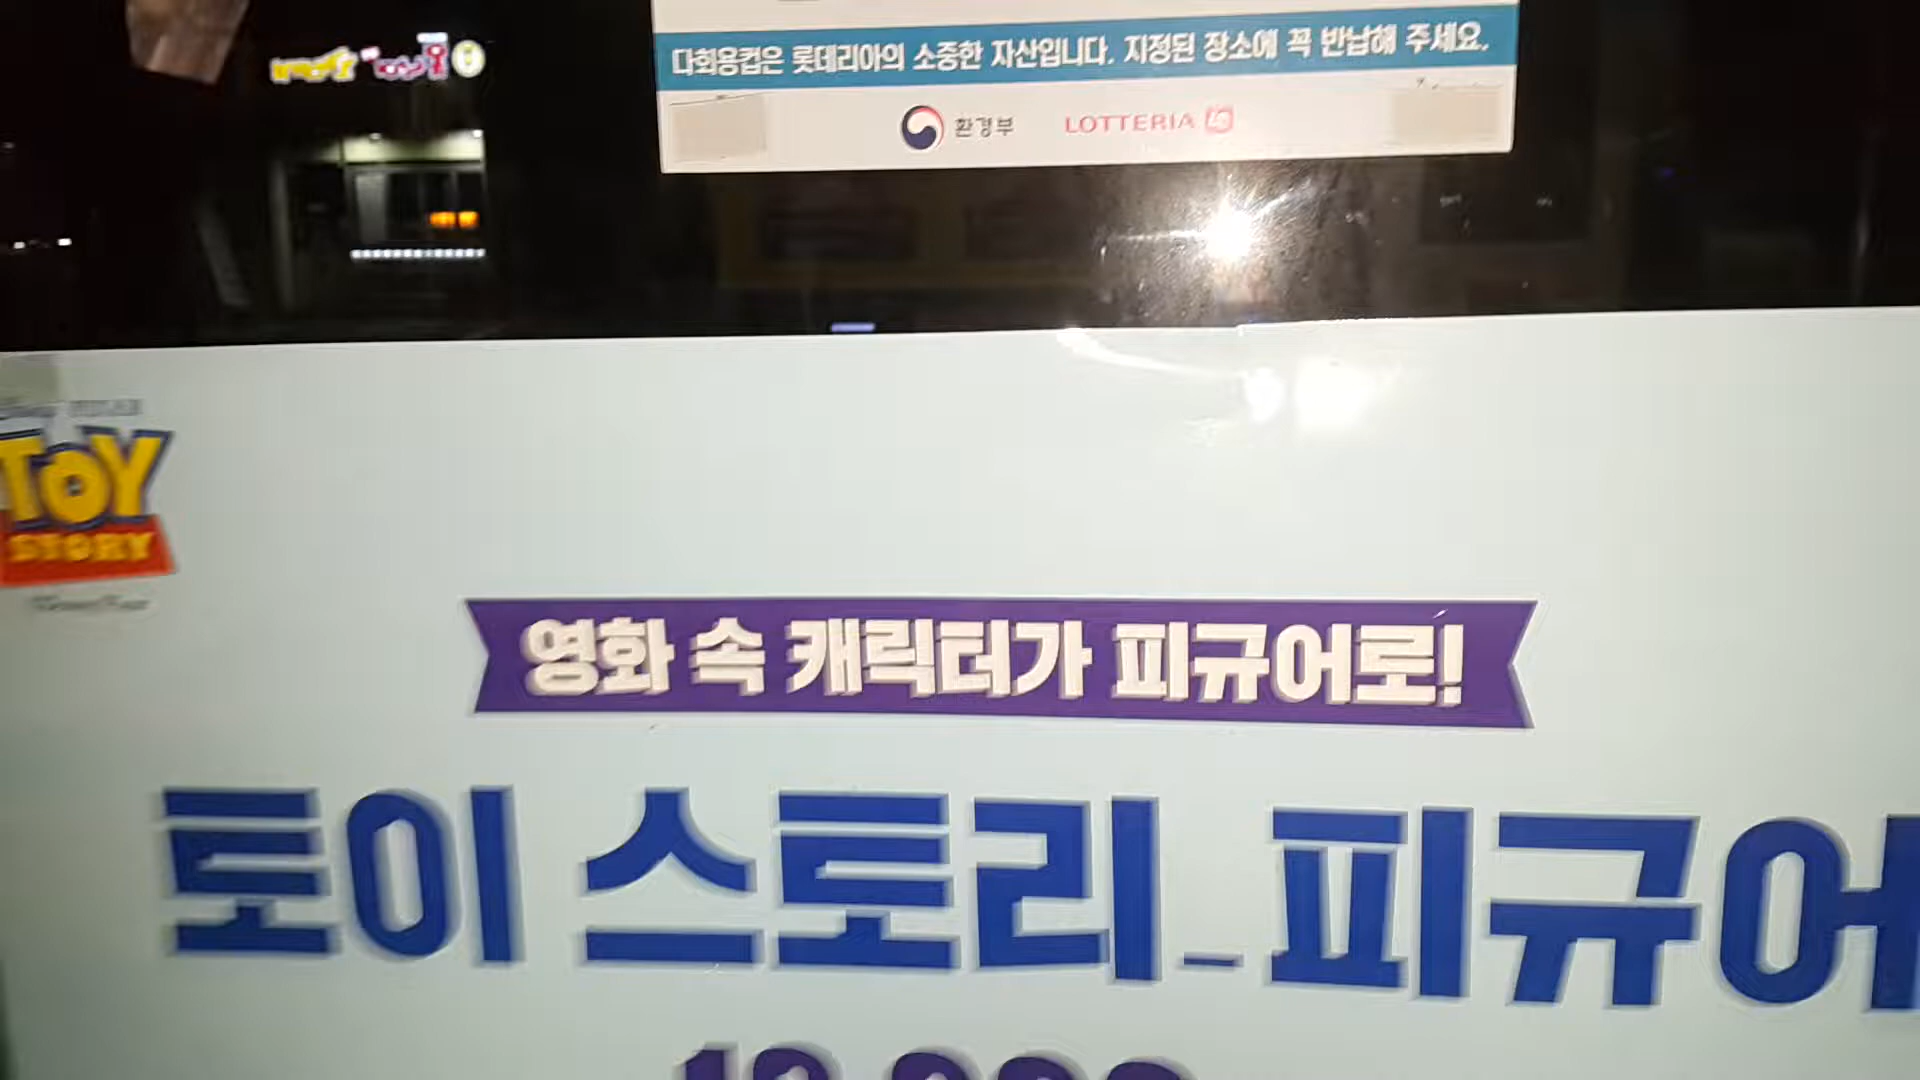 다회용컵은 롯데리아의 소중한 자산입니다. 지정된 장소에 꼭 반납해 주세요.
환경부 LOTTERIA
TOY
STORY
영화 속 캐릭터가 피규어로!
토이 스토리_피규어